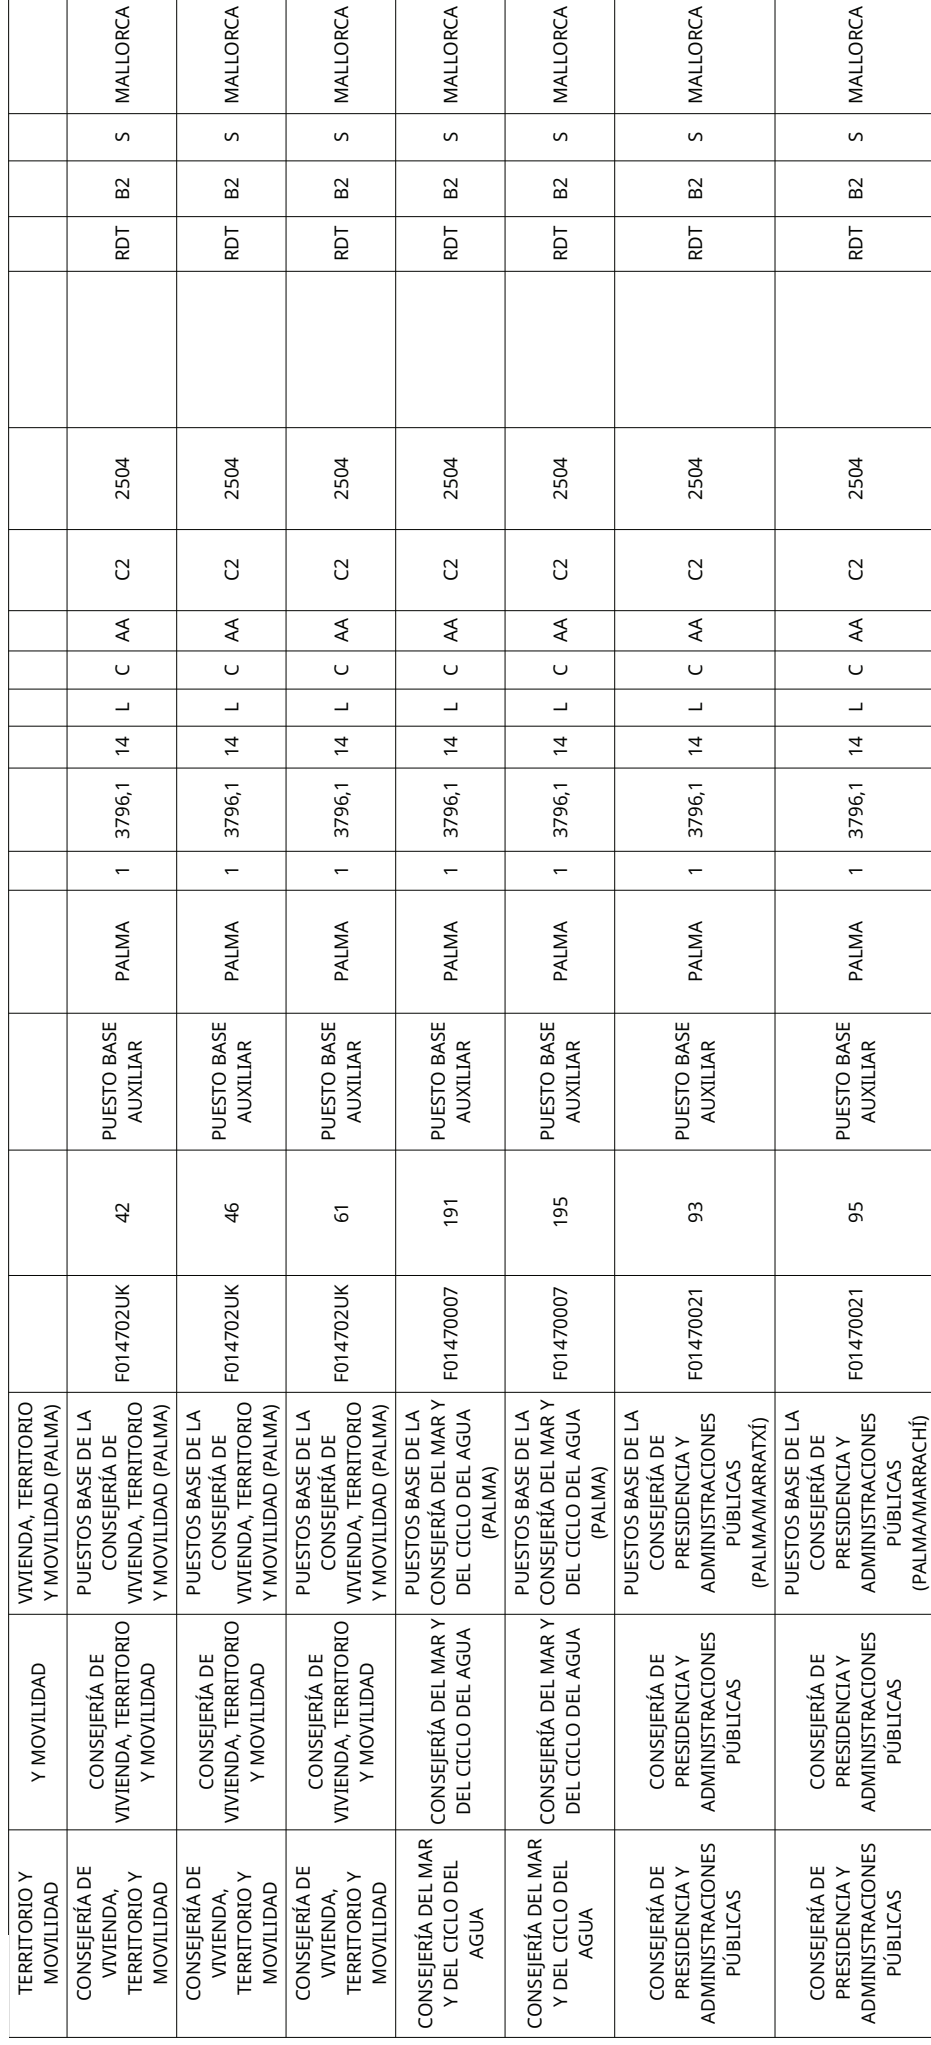 TERRITORIO Y
MOVILIDAD
Y MOVILIDAD
VIVIENDA, TERRITORIO
Y MOVILIDAD (PALMA)
CONSEJERÍA DE
VIVIENDA,
TERRITORIO Y
MOVILIDAD
CONSEJERÍA DE
VIVIENDA, TERRITORIO
Y MOVILIDAD
PUESTOS BASE DE LA
CONSEJERÍA DE
VIVIENDA, TERRITORIO
Y MOVILIDAD (PALMA)
F014702UK
42
PUESTO BASE
AUXILIAR
PALMA
1
3796,1
14
L
C
AA
C2
2504
RDT
B2
S
MALLORCA
CONSEJERÍA DE
VIVIENDA,
TERRITORIO Y
MOVILIDAD
CONSEJERÍA DE
VIVIENDA, TERRITORIO
Y MOVILIDAD
PUESTOS BASE DE LA
CONSEJERÍA DE
VIVIENDA, TERRITORIO
Y MOVILIDAD (PALMA)
F014702UK
46
PUESTO BASE
AUXILIAR
PALMA
1
3796,1
14
L
C
AA
C2
2504
RDT
B2
S
MALLORCA
CONSEJERÍA DE
VIVIENDA,
TERRITORIO Y
MOVILIDAD
CONSEJERÍA DE
VIVIENDA, TERRITORIO
Y MOVILIDAD
PUESTOS BASE DE LA
CONSEJERÍA DE
VIVIENDA, TERRITORIO
Y MOVILIDAD (PALMA)
F014702UK
61
PUESTO BASE
AUXILIAR
PALMA
1
3796,1
14
L
C
AA
C2
2504
RDT
B2
S
MALLORCA
CONSEJERÍA DEL MAR
Y DEL CICLO DEL
AGUA
CONSEJERÍA DEL MAR Y
DEL CICLO DEL AGUA
PUESTOS BASE DE LA
CONSEJERÍA DEL MAR Y
DEL CICLO DEL AGUA
(PALMA)
F01470007
191
PUESTO BASE
AUXILIAR
PALMA
1
3796,1
14
L
C
AA
C2
2504
RDT
B2
S
MALLORCA
CONSEJERÍA DEL MAR
Y DEL CICLO DEL
AGUA
CONSEJERÍA DEL MAR Y
DEL CICLO DEL AGUA
PUESTOS BASE DE LA
CONSEJERÍA DEL MAR Y
DEL CICLO DEL AGUA
(PALMA)
F01470007
195
PUESTO BASE
AUXILIAR
PALMA
1
3796,1
14
L
C
AA
C2
2504
RDT
B2
S
MALLORCA
CONSEJERÍA DE
PRESIDENCIA Y
ADMINISTRACIONES
PÚBLICAS
CONSEJERÍA DE
PRESIDENCIA Y
ADMINISTRACIONES
PÚBLICAS
PUESTOS BASE DE LA
CONSEJERÍA DE
PRESIDENCIA Y
ADMINISTRACIONES
PÚBLICAS
(PALMA/MARRATXÍ)
F01470021
93
PUESTO BASE
AUXILIAR
PALMA
1
3796,1
14
L
C
AA
C2
2504
RDT
B2
S
MALLORCA
CONSEJERÍA DE
PRESIDENCIA Y
ADMINISTRACIONES
PÚBLICAS
CONSEJERÍA DE
PRESIDENCIA Y
ADMINISTRACIONES
PÚBLICAS
PUESTOS BASE DE LA
CONSEJERÍA DE
PRESIDENCIA Y
ADMINISTRACIONES
PÚBLICAS
(PALMA/MARRACHÍ)
F01470021
95
PUESTO BASE
AUXILIAR
PALMA
1
3796,1
14
L
C
AA
C2
2504
RDT
B2
S
MALLORCA